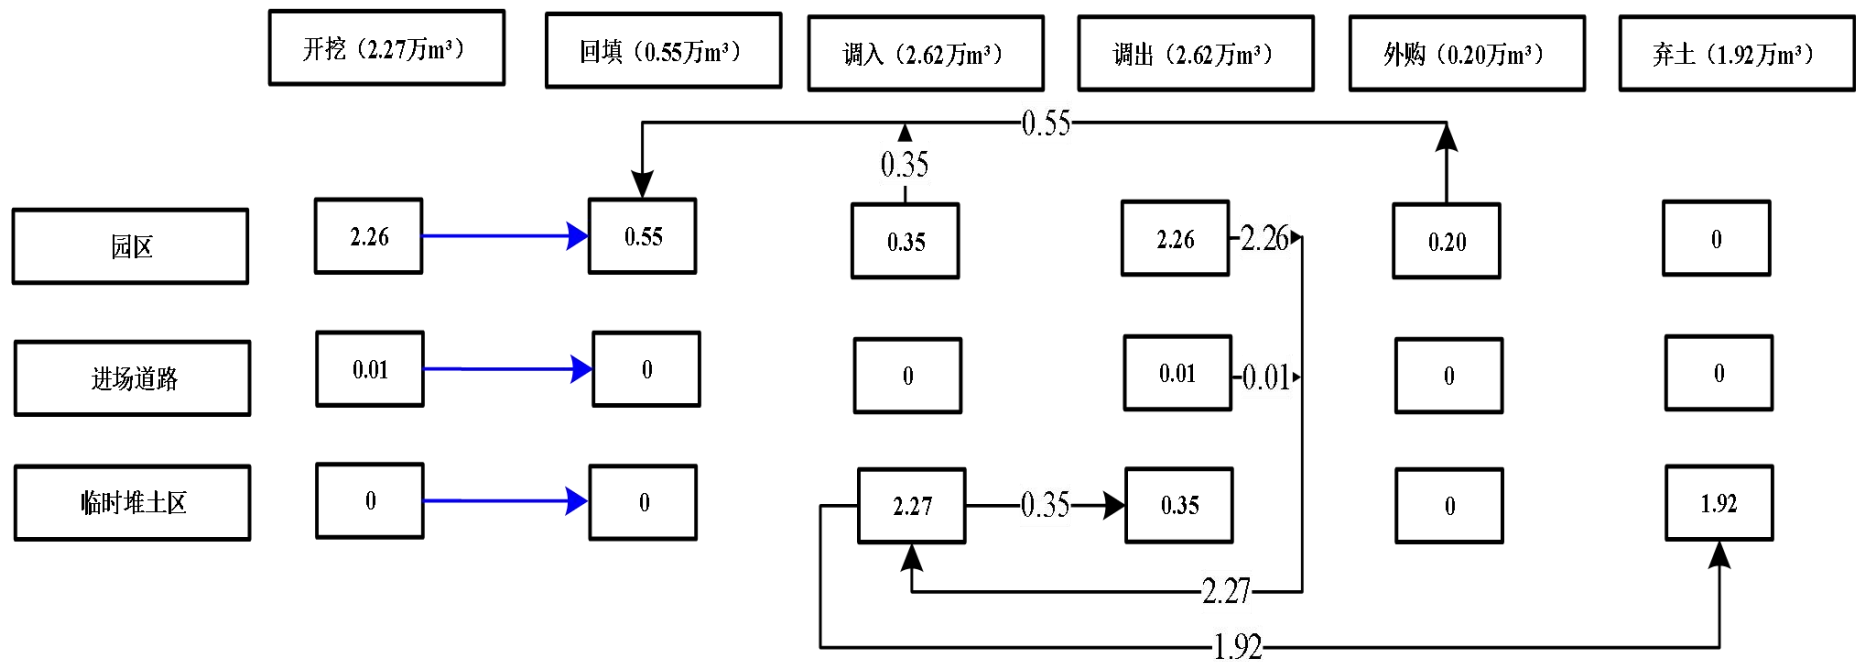 开挖（2.27万m³） 回填（0.55万m³） 调入（2.62万m³） 调出（2.62万m³） 外购（0.20万m³） 弃土（1.92万m³）
0.55
0.35
园区 2.26 0.55 0.35 2.26 2.26 0.20 0
进场道路 0.01 0 0 0.01 0.01 0 0
临时堆土区 0 0 2.27 0.35 0.35 0 1.92
2.27
1.92